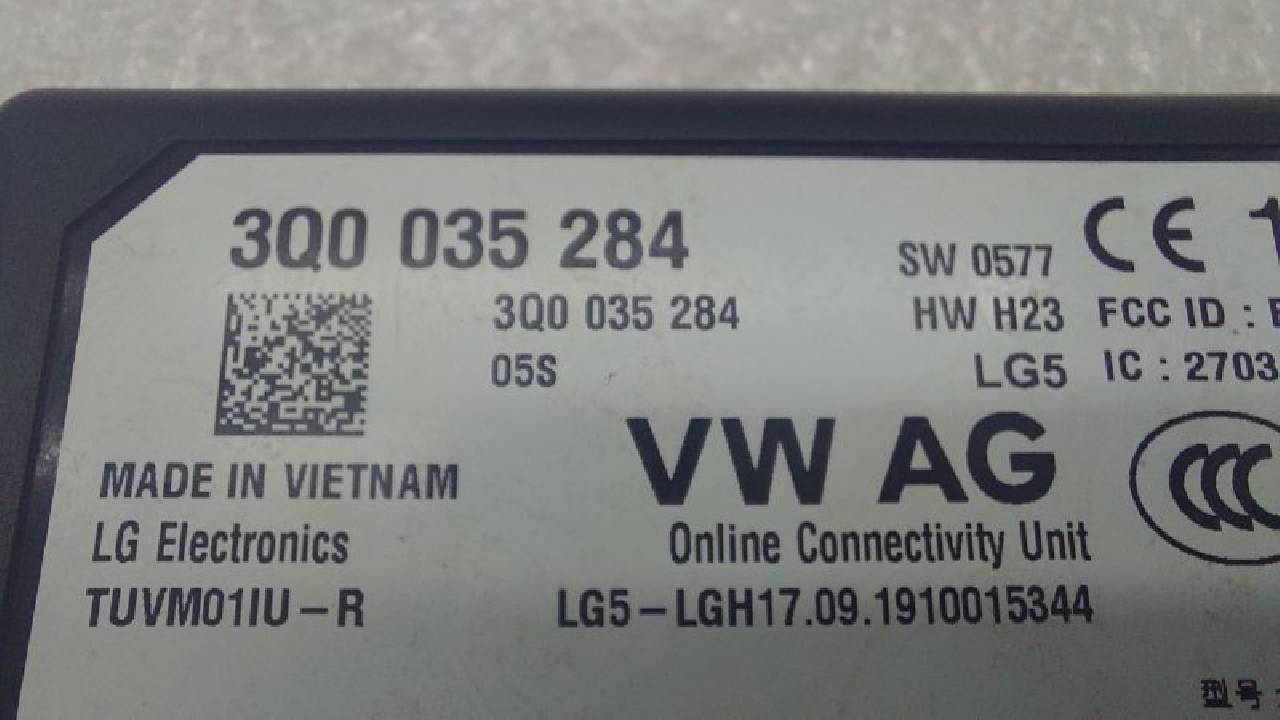 3Q0 035 284
SW 0577
3Q0 035 284
HW H23
FCC ID :
05S
LG5
IC : 2703
VW AG
MADE IN VIETNAM
LG Electronics
Online Connectivity Unit
TUVM01IU-R
LG5-LGH17.09.1910015344
型号